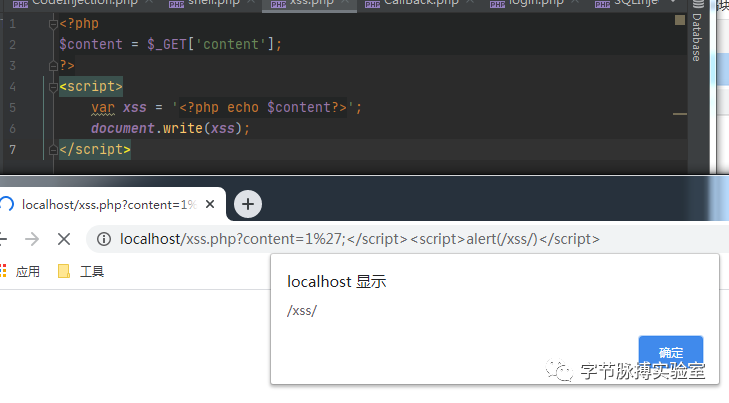 CodeInjection.php shell.php xss.php CallBack.php login.php SQLInje
1 <?php
2 $content = $_GET['content'];
3 ?>
4 <script>
5 var xss = '<?php echo $content?>';
6 document.write(xss);
7 </script>
Database
块
localhost/xss.php?content=1%
localhost/xss.php?content=1%27;</script><script>alert(/xss/)</script>
应用 工具
localhost 显示
/xss/
确定
字节脉搏实验室